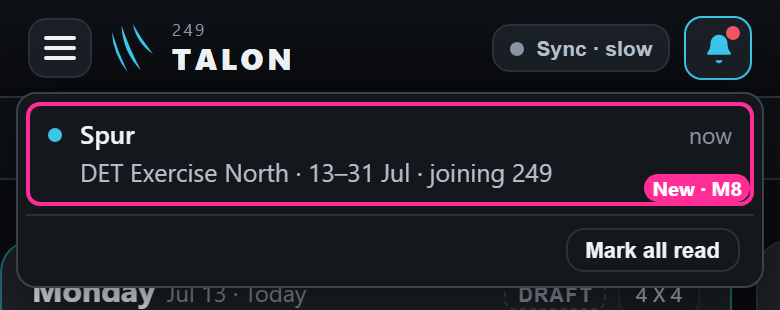 249
TALON
Sync · slow
Spur
now
DET Exercise North · 13–31 Jul · joining 249
New · M8
Mark all read
Monday Jul 13 · Today
DRAFT
4 X 4